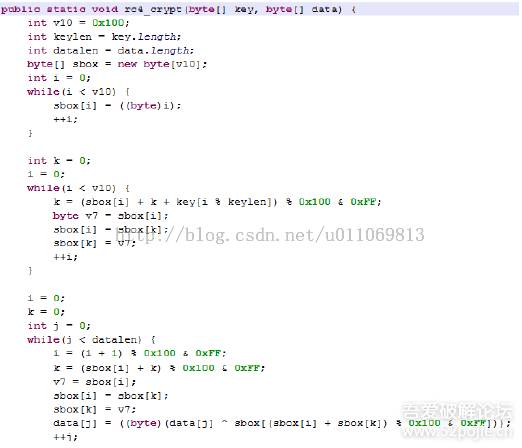 public static void rc4_crypt(byte[] key, byte[] data) {
    int v10 = 0x100;
    int keylen = key.length;
    int datalen = data.length;
    byte[] sbox = new byte[v10];
    int i = 0;
    while(i < v10) {
        sbox[i] = ((byte)i);
        ++i;
    }

    int k = 0;
    i = 0;
    while(i < v10) {
        k = (sbox[i] + k + key[i % keylen]) % 0x100 & 0xFF;
        byte v7 = sbox[i];
        sbox[i] = sbox[k];
        sbox[k] = v7;
        ++i;
    }
http://blog.csdn.net/u011069813

    i = 0;
    k = 0;
    int j = 0;
    while(j < datalen) {
        i = (i + 1) % 0x100 & 0xFF;
        k = (sbox[i] + k) % 0x100 & 0xFF;
        v7 = sbox[i];
        sbox[i] = sbox[k];
        sbox[k] = v7;
        data[j] = ((byte)(data[j] ^ sbox[(sbox[i] + sbox[k]) % 0x100 & 0xFF]));
        ++j;
吾爱破解论坛
www.52pojie.cn